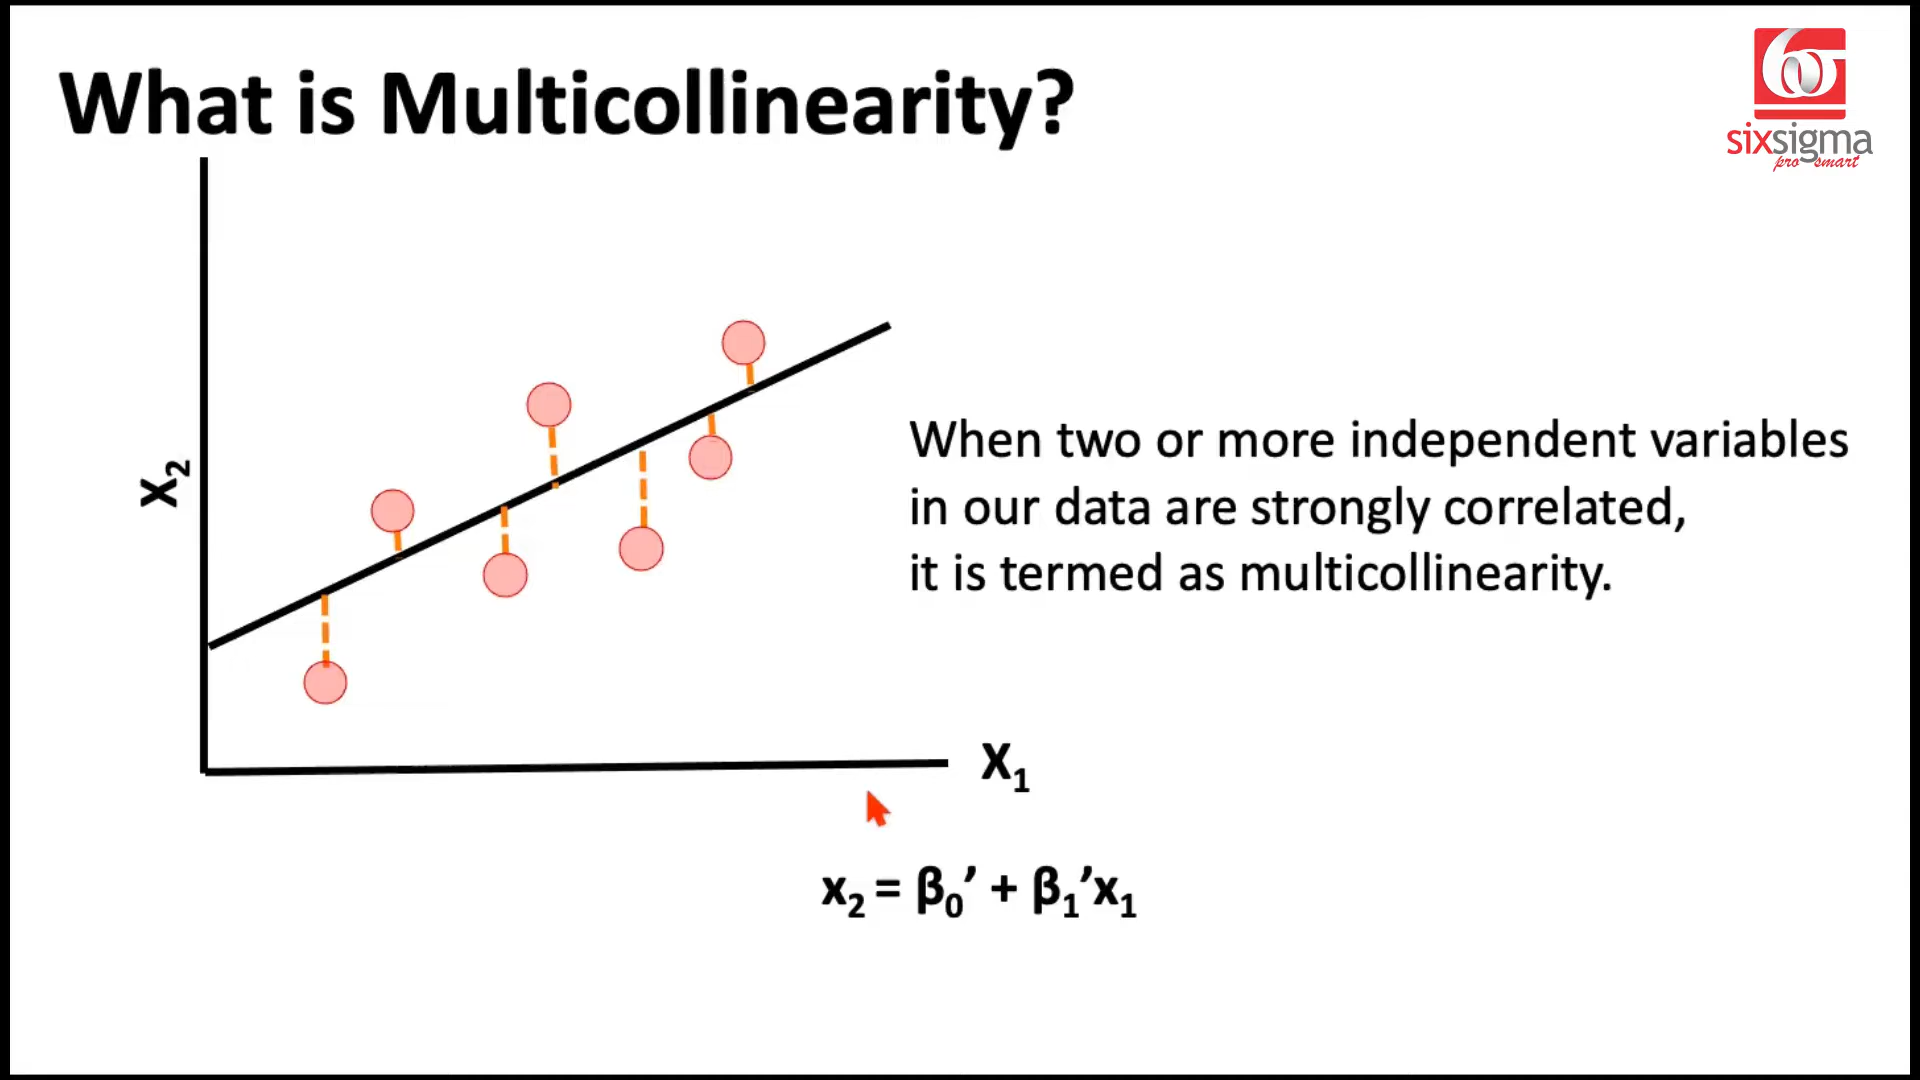 What is Multicollinearity?
6σ
sixsigma
pro smart
x₂
When two or more independent variables
in our data are strongly correlated,
it is termed as multicollinearity.
x₁
x₂ = β₀′ + β₁′x₁